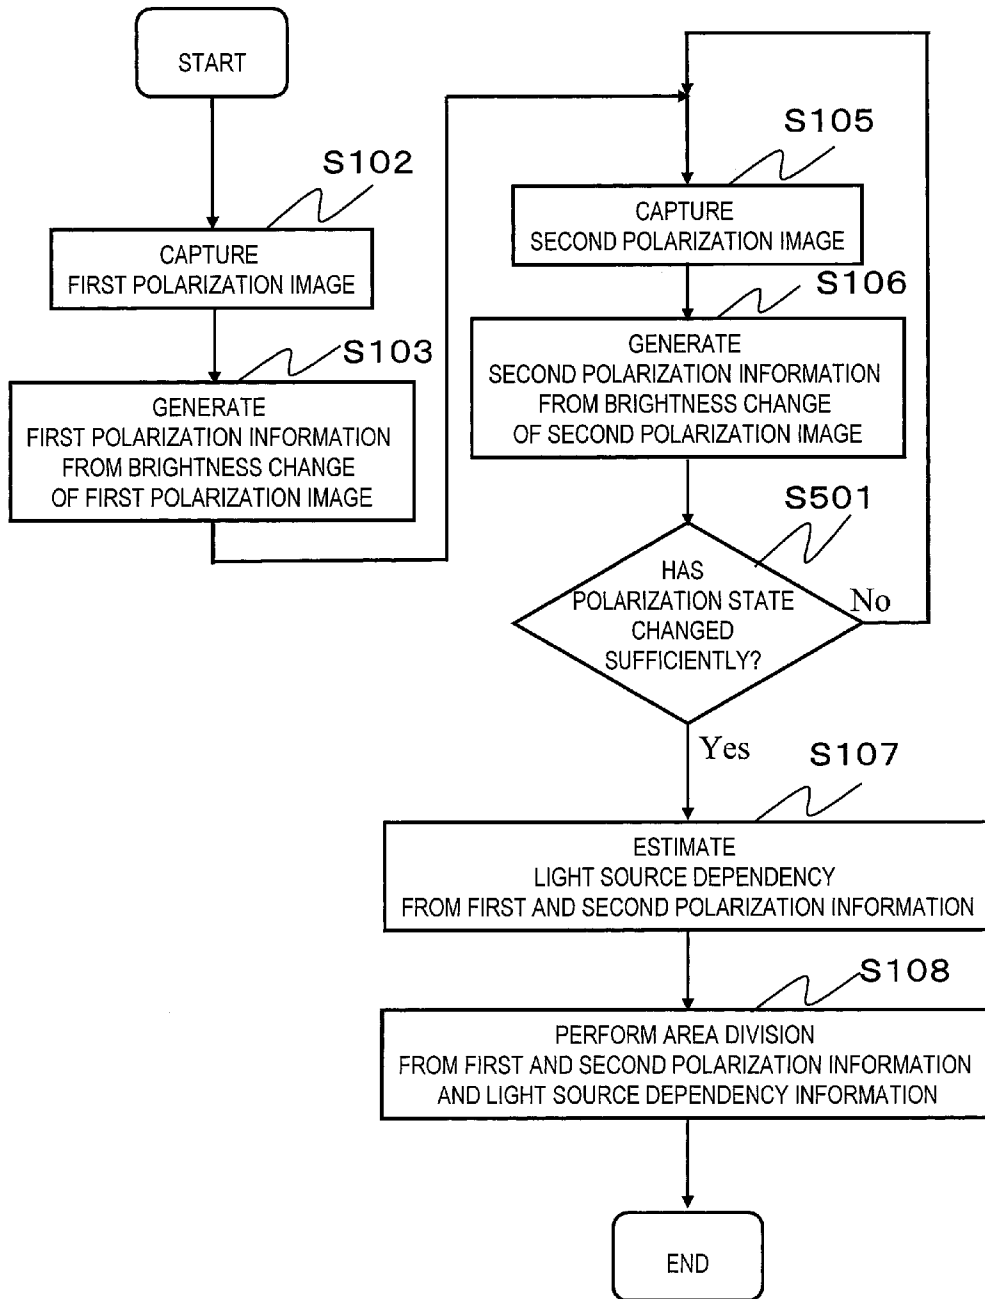 START
S102
CAPTURE
FIRST POLARIZATION IMAGE
S103
GENERATE
FIRST POLARIZATION INFORMATION
FROM BRIGHTNESS CHANGE
OF FIRST POLARIZATION IMAGE
S105
CAPTURE
SECOND POLARIZATION IMAGE
S106
GENERATE
SECOND POLARIZATION INFORMATION
FROM BRIGHTNESS CHANGE
OF SECOND POLARIZATION IMAGE
S501
HAS
POLARIZATION STATE
CHANGED
SUFFICIENTLY?
No
Yes
S107
ESTIMATE
LIGHT SOURCE DEPENDENCY
FROM FIRST AND SECOND POLARIZATION INFORMATION
S108
PERFORM AREA DIVISION
FROM FIRST AND SECOND POLARIZATION INFORMATION
AND LIGHT SOURCE DEPENDENCY INFORMATION
END